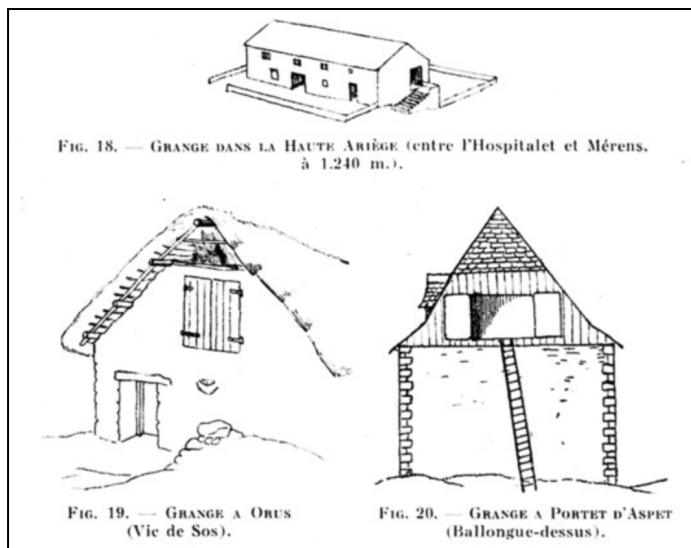 FIG. 18. — GRANGE DANS LA HAUTE ARIÈGE (entre l'Hospitalet et Mérens,
à 1.240 m.).
FIG. 19. — GRANGE A ORUS
(Vic de Sos).
FIG. 20. — GRANGE A PORTET D'ASPET
(Ballongue-dessus).